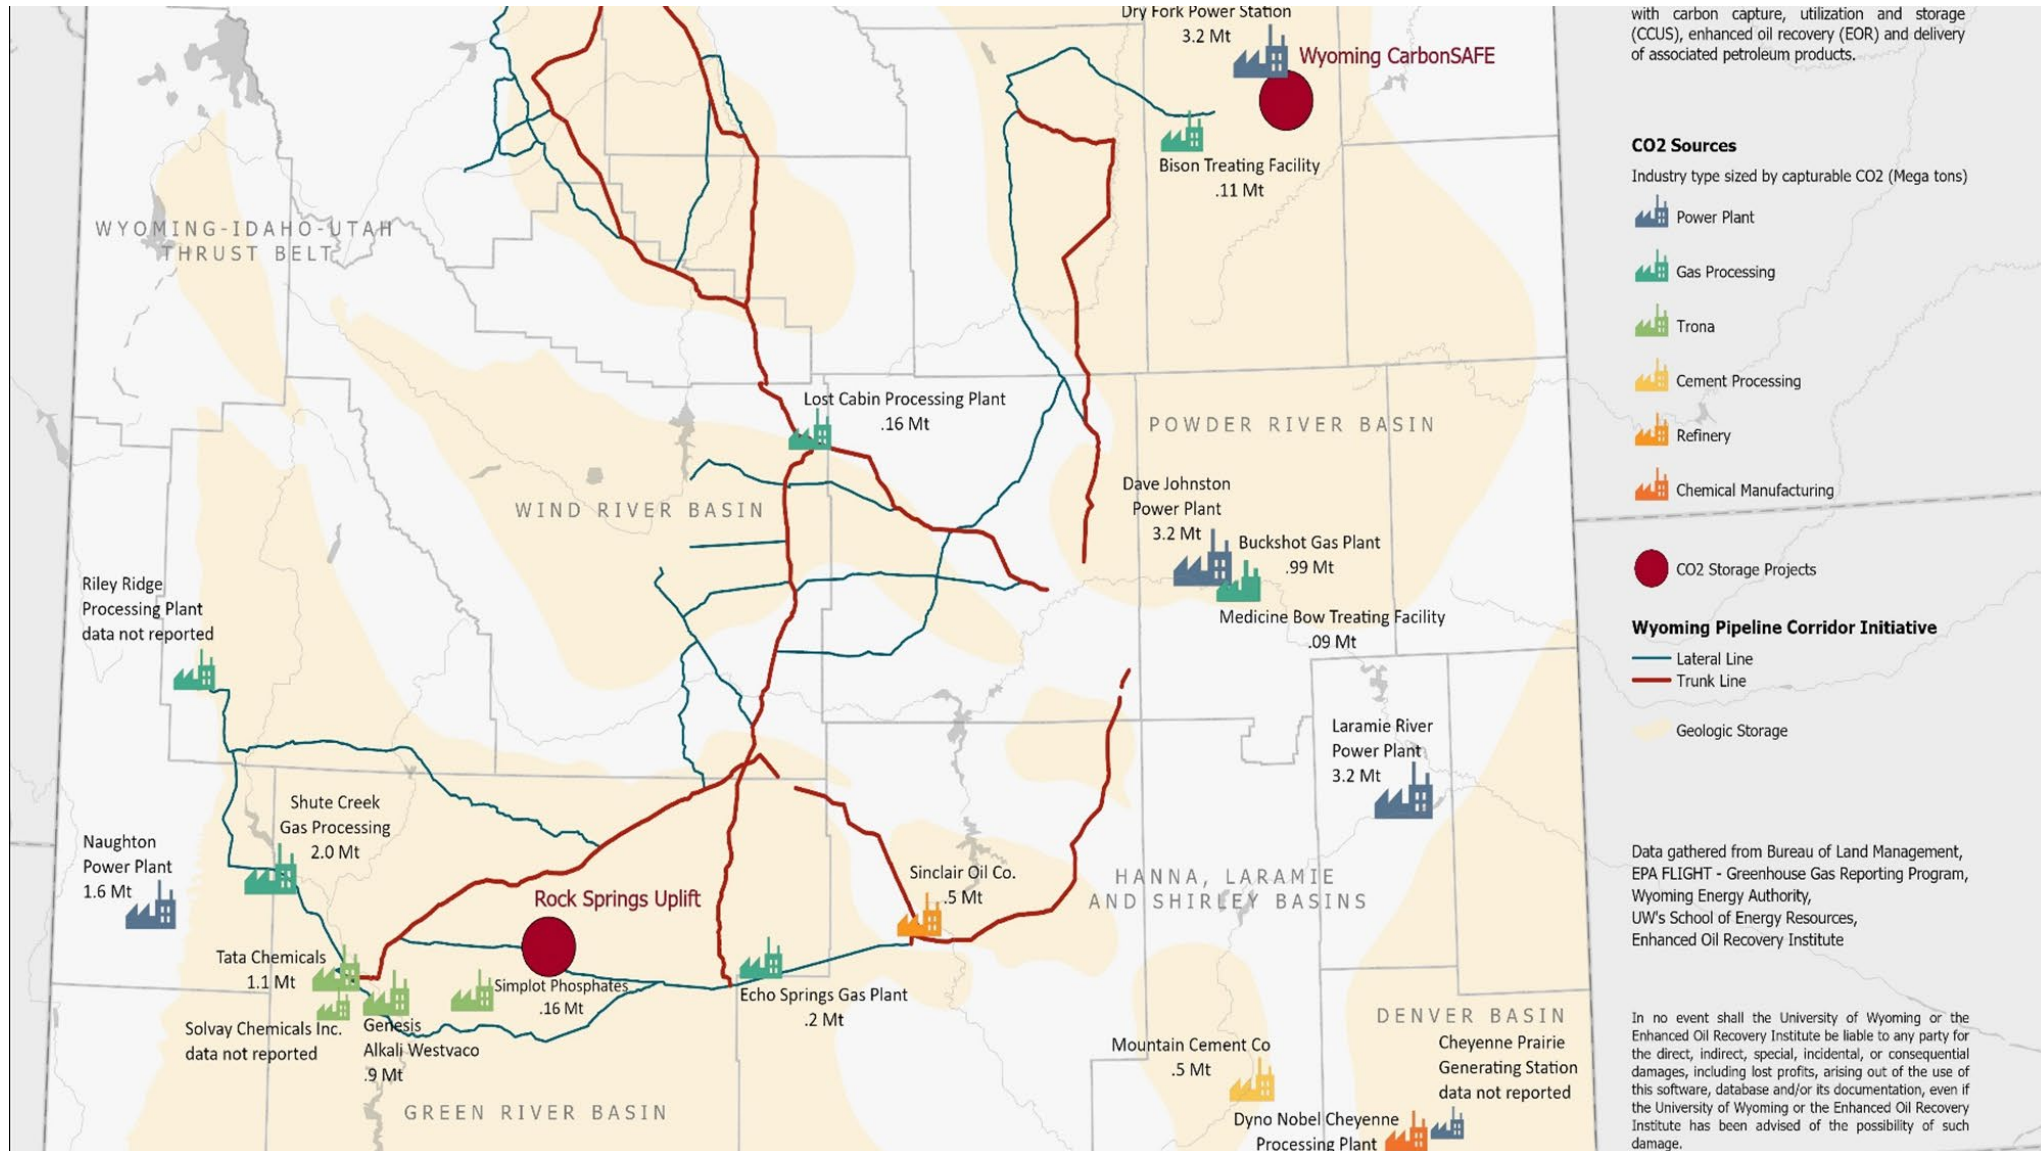 Dry Fork Power Station
3.2 Mt
Wyoming CarbonSAFE
Bison Treating Facility
.11 Mt
WYOMING-IDAHO-UTAH
THRUST BELT
Lost Cabin Processing Plant
.16 Mt
POWDER RIVER BASIN
WIND RIVER BASIN
Dave Johnston
Power Plant
3.2 Mt
Buckshot Gas Plant
.99 Mt
Medicine Bow Treating Facility
.09 Mt
Riley Ridge
Processing Plant
data not reported
Laramie River
Power Plant
3.2 Mt
Shute Creek
Gas Processing
2.0 Mt
Naughton
Power Plant
1.6 Mt
Rock Springs Uplift
Sinclair Oil Co.
.5 Mt
HANNA, LARAMIE
AND SHIRLEY BASINS
Tata Chemicals
1.1 Mt
Simplot Phosphates
.16 Mt
Echo Springs Gas Plant
.2 Mt
Solvay Chemicals Inc.
data not reported
Genesis
Alkali Westvaco
.9 Mt
GREEN RIVER BASIN
Mountain Cement Co
.5 Mt
DENVER BASIN
Cheyenne Prairie
Generating Station
data not reported
Dyno Nobel Cheyenne
Processing Plant
with carbon capture, utilization and storage
(CCUS), enhanced oil recovery (EOR) and delivery
of associated petroleum products.
CO2 Sources
Industry type sized by capturable CO2 (Mega tons)
Power Plant
Gas Processing
Trona
Cement Processing
Refinery
Chemical Manufacturing
CO2 Storage Projects
Wyoming Pipeline Corridor Initiative
Lateral Line
Trunk Line
Geologic Storage
Data gathered from Bureau of Land Management,
EPA FLIGHT - Greenhouse Gas Reporting Program,
Wyoming Energy Authority,
UW's School of Energy Resources,
Enhanced Oil Recovery Institute
In no event shall the University of Wyoming or the
Enhanced Oil Recovery Institute be liable to any party for
the direct, indirect, special, incidental, or consequential
damages, including lost profits, arising out of the use of
this software, database and/or its documentation, even if
the University of Wyoming or the Enhanced Oil Recovery
Institute has been advised of the possibility of such
damage.